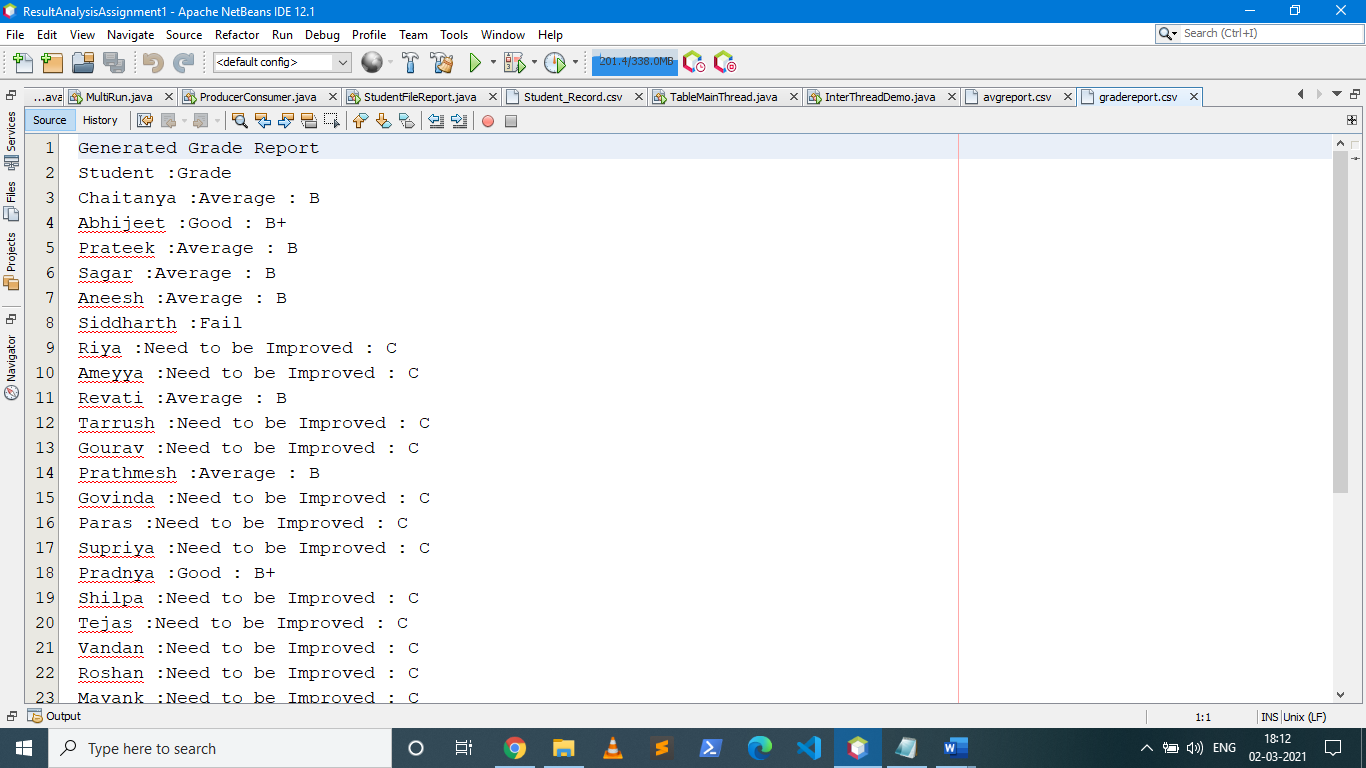 ResultAnalysisAssignment1 - Apache NetBeans IDE 12.1
File Edit View Navigate Source Refactor Run Debug Profile Team Tools Window Help
Search (Ctrl+I)
<default config>
201.4/338.0MB
...ava MultiRun.java ProducerConsumer.java StudentFileReport.java Student_Record.csv TableMainThread.java InterThreadDemo.java avgreport.csv gradereport.csv
Source History
Services
Files
Projects
Navigator
1 Generated Grade Report
2 Student :Grade
3 Chaitanya :Average : B
4 Abhijeet :Good : B+
5 Prateek :Average : B
6 Sagar :Average : B
7 Aneesh :Average : B
8 Siddharth :Fail
9 Riya :Need to be Improved : C
10 Ameyya :Need to be Improved : C
11 Revati :Average : B
12 Tarrush :Need to be Improved : C
13 Gourav :Need to be Improved : C
14 Prathmesh :Average : B
15 Govinda :Need to be Improved : C
16 Paras :Need to be Improved : C
17 Supriya :Need to be Improved : C
18 Pradnya :Good : B+
19 Shilpa :Need to be Improved : C
20 Tejas :Need to be Improved : C
21 Vandan :Need to be Improved : C
22 Roshan :Need to be Improved : C
23 Mayank :Need to be Improved : C
Output
1:1 INS Unix (LF)
Type here to search
ENG
18:12
02-03-2021